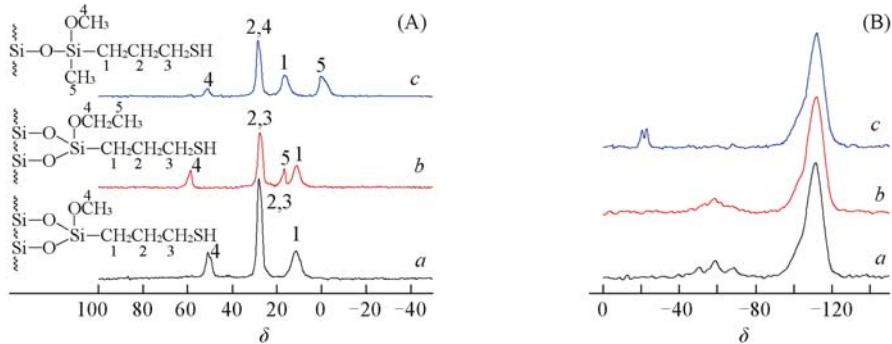 (A)
4
OCH3
Si—O—Si—CH2CH2CH2SH
1 2 3
CH3
5
4
2,4
1
5
c
4 5
OCH2CH3
Si—O
Si—O
Si—CH2CH2CH2SH
1 2 3
4
2,3
5
1
b
4
OCH3
Si—O
Si—O
Si—CH2CH2CH2SH
1 2 3
4
2,3
1
a
100 80 60 40 20 0 −20 −40
δ
(B)
c
b
a
0 −40 −80 −120
δ